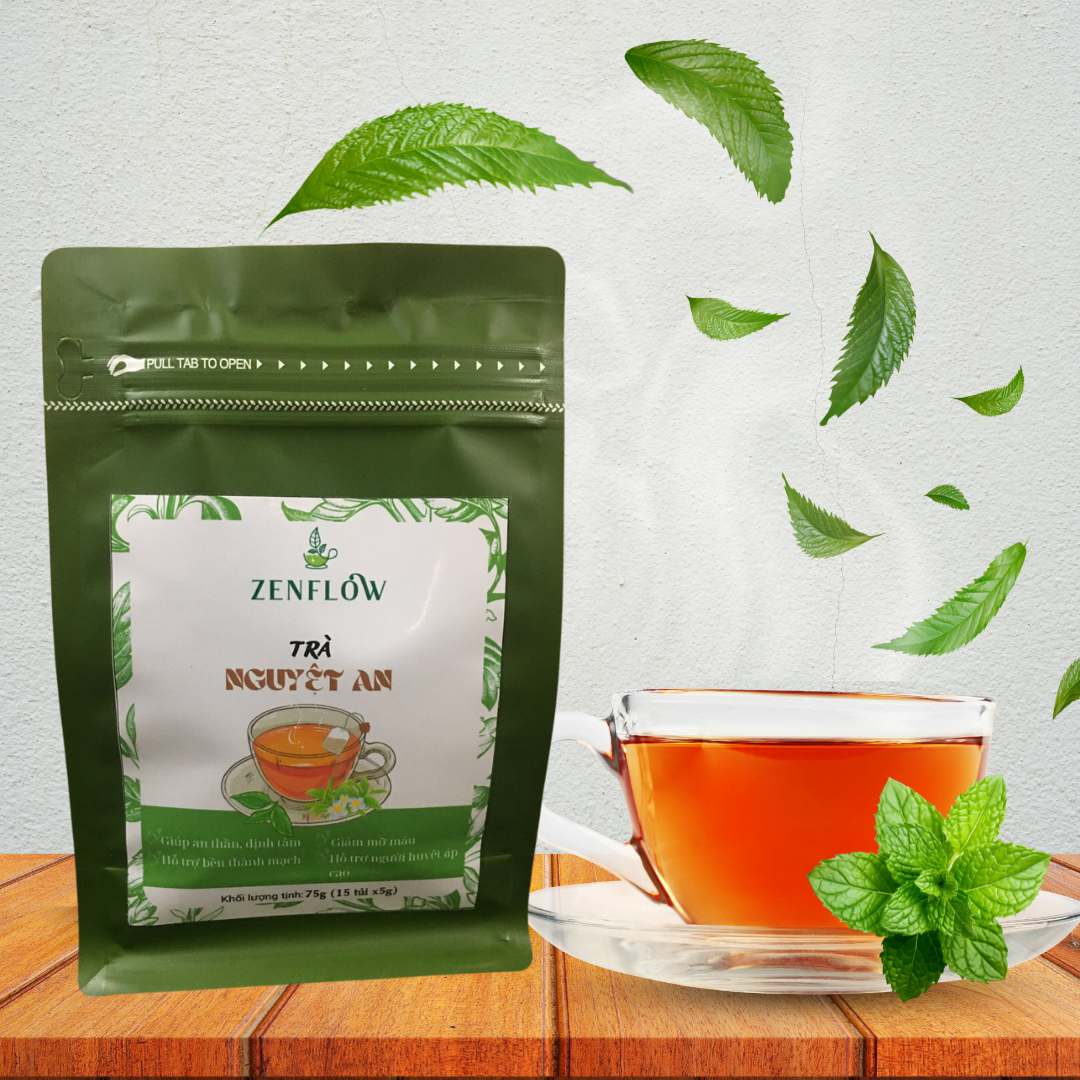 PULL TAB TO OPEN
ZENFLOW
TRÀ
NGUYỆT AN
Giúp an thần, định tâm
Hỗ trợ bền thành mạch
Giảm mỡ máu
Hỗ trợ người huyết áp
cao
Khối lượng tịnh: 75g (15 túi x5g)